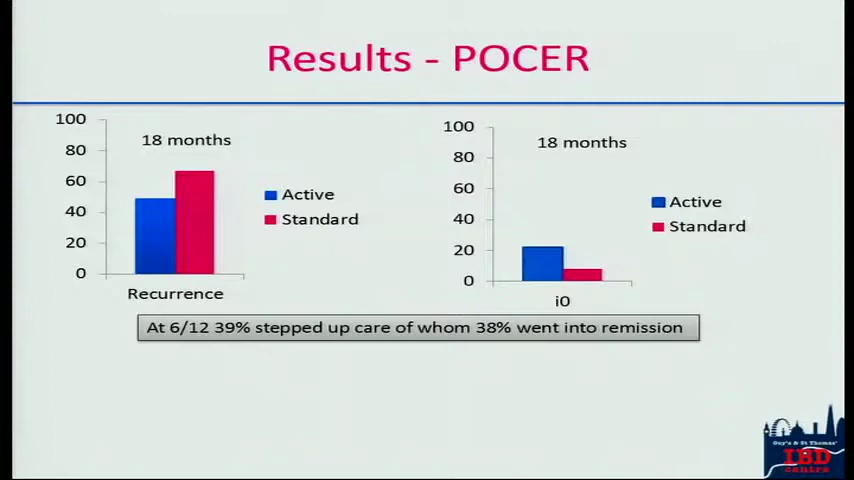 Results - POCER
100
80
60
40
20
0
18 months
Active
Standard
Recurrence
100
80
60
40
20
0
18 months
Active
Standard
i0
At 6/12 39% stepped up care of whom 38% went into remission
Guy's & St Thomas'
IBD
centre